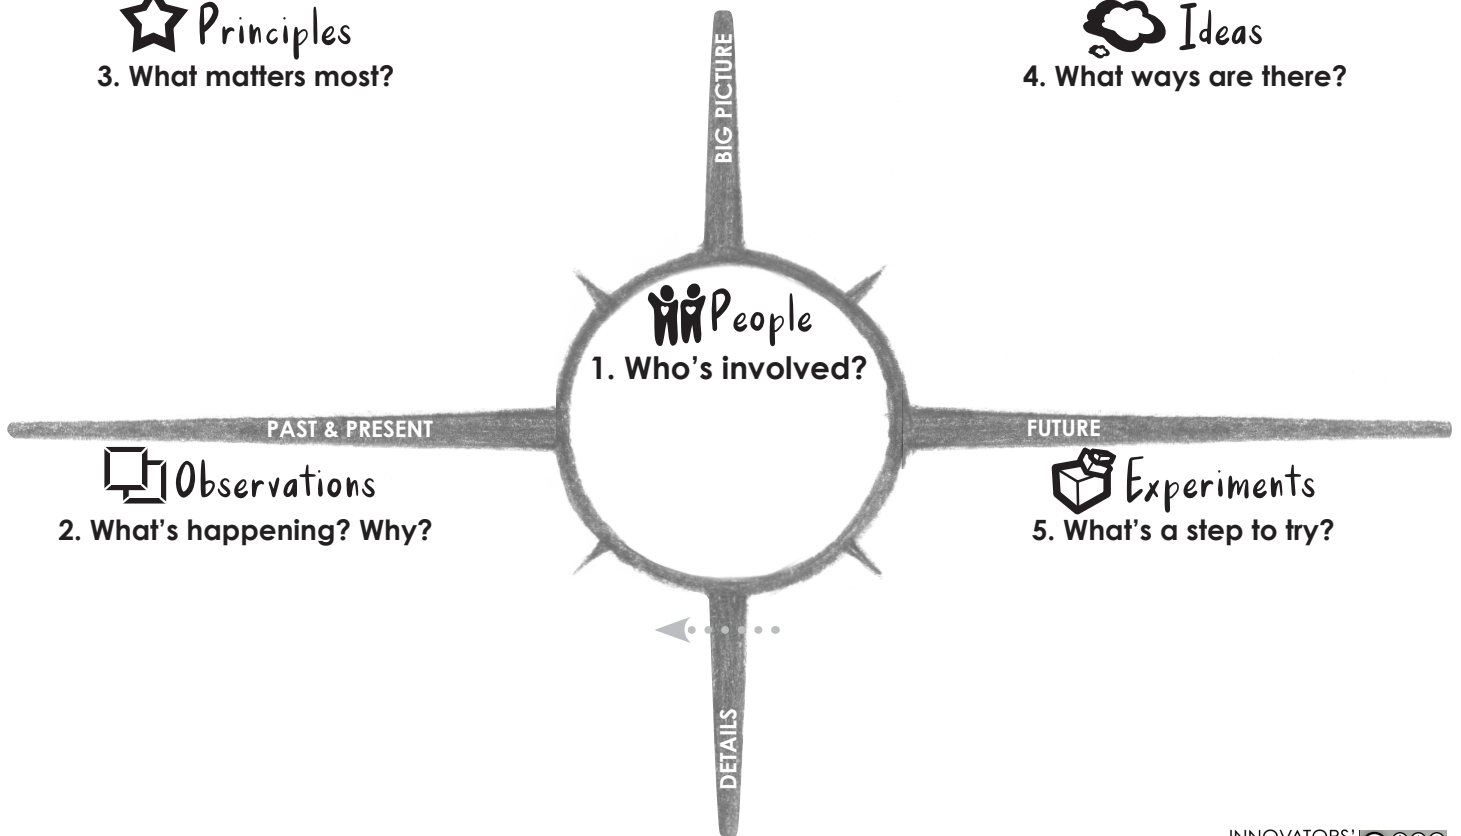 Principles
3. What matters most?
Ideas
4. What ways are there?
BIG PICTURE
People
1. Who's involved?
PAST & PRESENT
FUTURE
Observations
2. What's happening? Why?
Experiments
5. What's a step to try?
DETAILS
INNOVATORS'